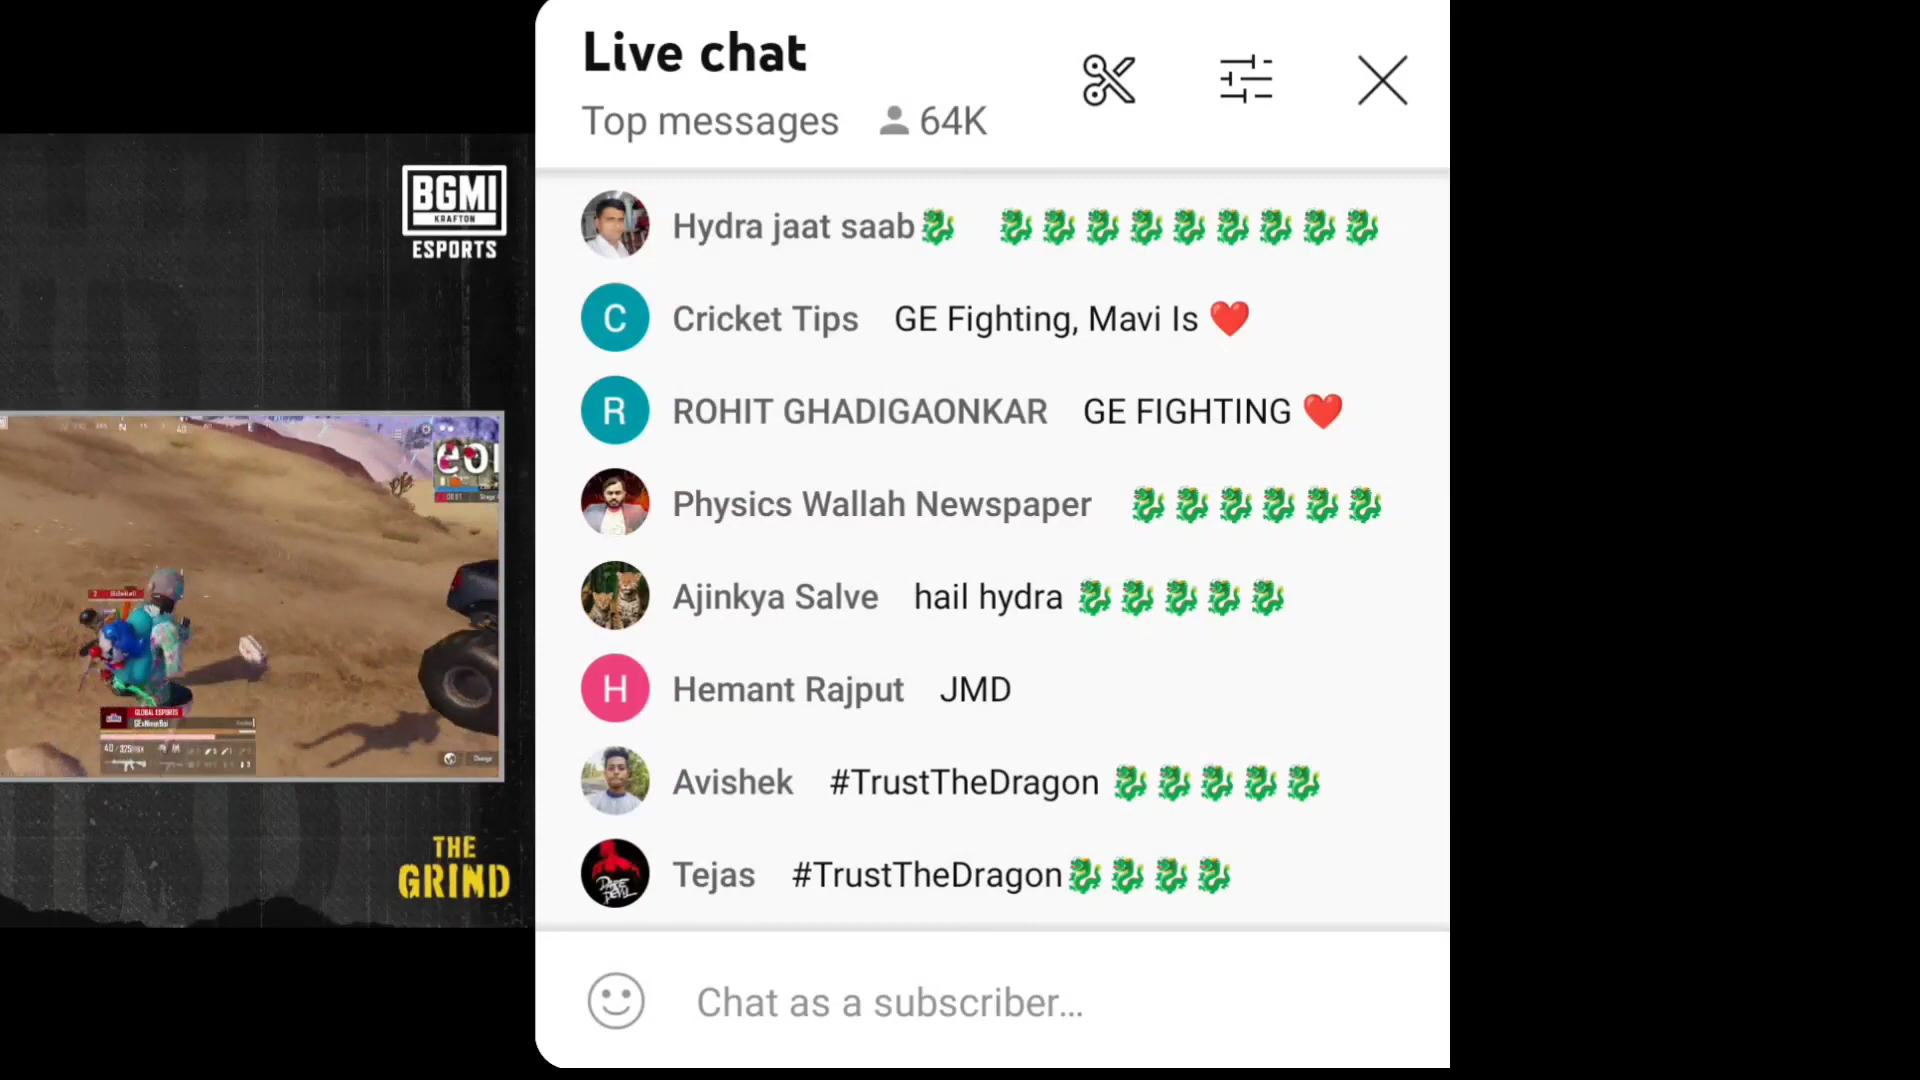 BGMI
KRAFTON
ESPORTS
GLOBAL ESPORTS
THE
GRIND
Live chat
Top messages 64K
Hydra jaat saab🐉 🐉🐉🐉🐉🐉🐉🐉🐉🐉
C Cricket Tips GE Fighting, Mavi Is ❤️
R ROHIT GHADIGAONKAR GE FIGHTING ❤️
Physics Wallah Newspaper 🐉🐉🐉🐉🐉🐉
Ajinkya Salve hail hydra 🐉🐉🐉🐉🐉
H Hemant Rajput JMD
Avishek #TrustTheDragon 🐉🐉🐉🐉🐉
Tejas #TrustTheDragon🐉🐉🐉🐉
Chat as a subscriber...